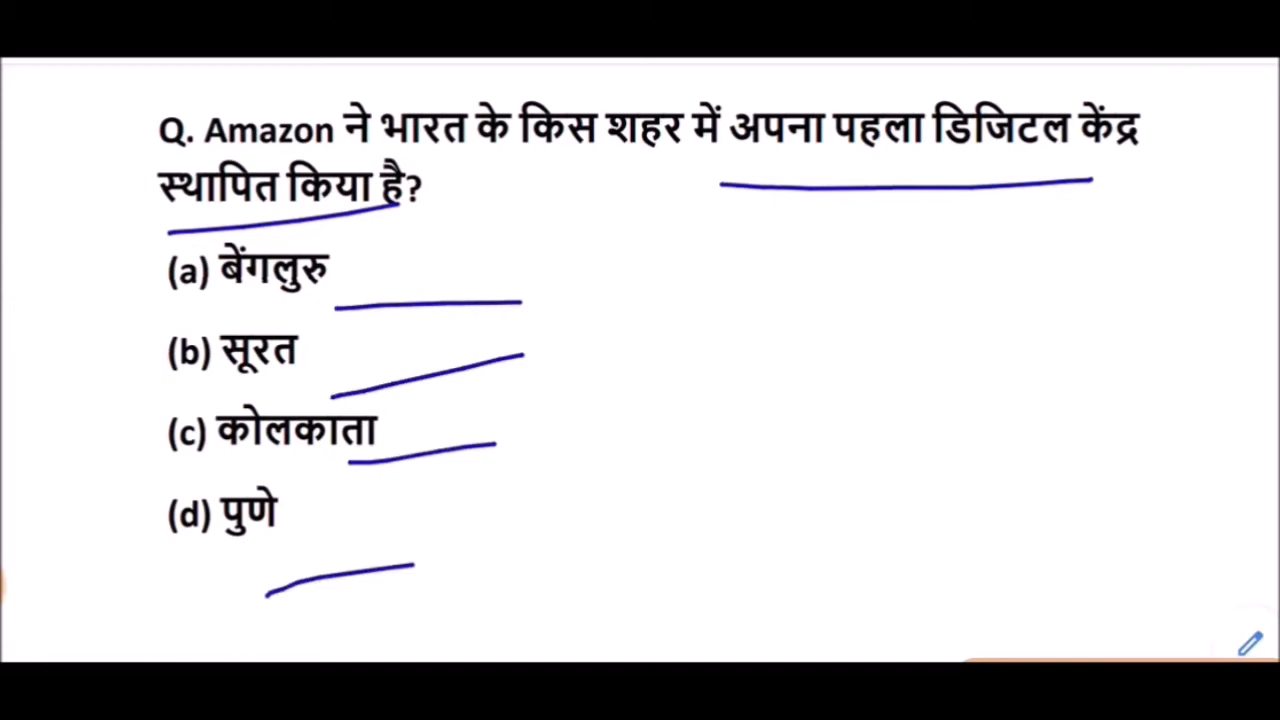 Q. Amazon ने भारत के किस शहर में अपना पहला डिजिटल केंद्र
स्थापित किया है?
(a) बेंगलुरु
(b) सूरत
(c) कोलकाता
(d) पुणे